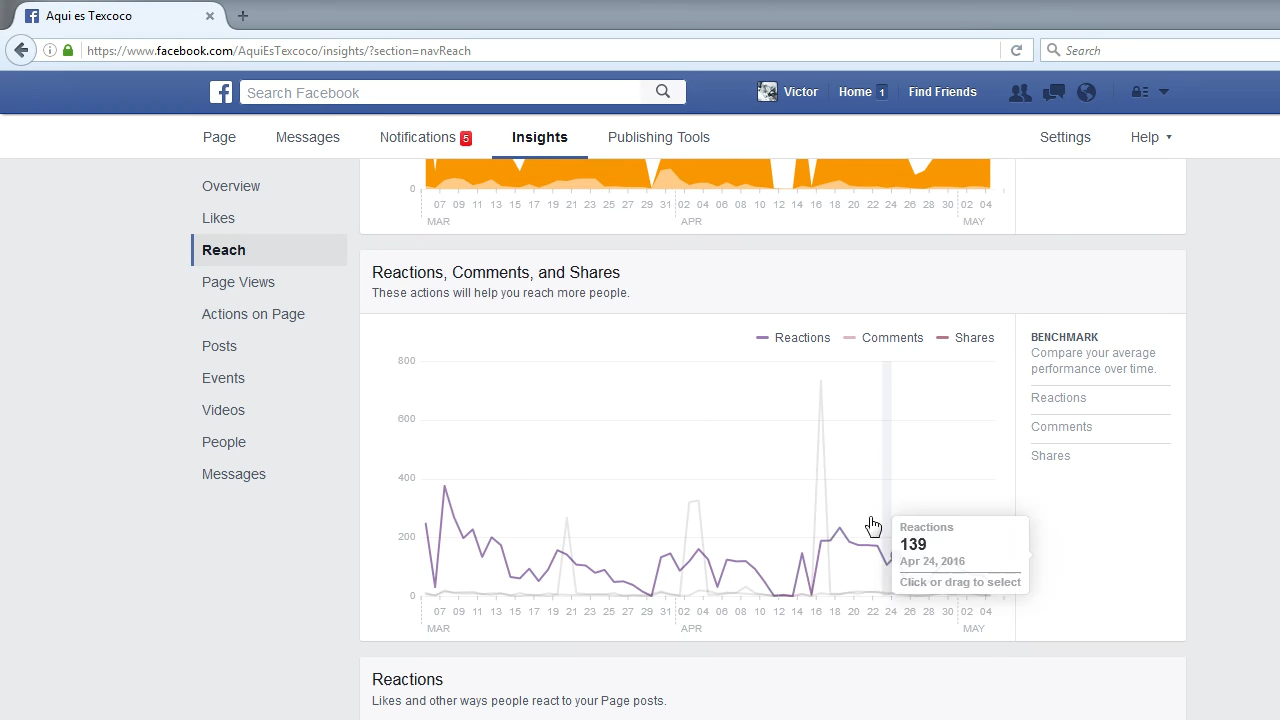 Aqui es Texcoco
https://www.facebook.com/AquiEsTexcoco/insights/?section=navReach
Search
Search Facebook
Victor
Home 1
Find Friends
Page
Messages
Notifications 5
Insights
Publishing Tools
Settings
Help
Overview
Likes
Reach
Page Views
Actions on Page
Posts
Events
Videos
People
Messages
0
07 09 11 13 15 17 19 21 23 25 27 29 31 02 04 06 08 10 12 14 16 18 20 22 24 26 28 30 02 04
MAR APR MAY
Reactions, Comments, and Shares
These actions will help you reach more people.
Reactions Comments Shares
800
600
400
200
0
07 09 11 13 15 17 19 21 23 25 27 29 31 02 04 06 08 10 12 14 16 18 20 22 24 26 28 30 02 04
MAR APR MAY
Reactions
139
Apr 24, 2016
Click or drag to select
BENCHMARK
Compare your average
performance over time.
Reactions
Comments
Shares
Reactions
Likes and other ways people react to your Page posts.